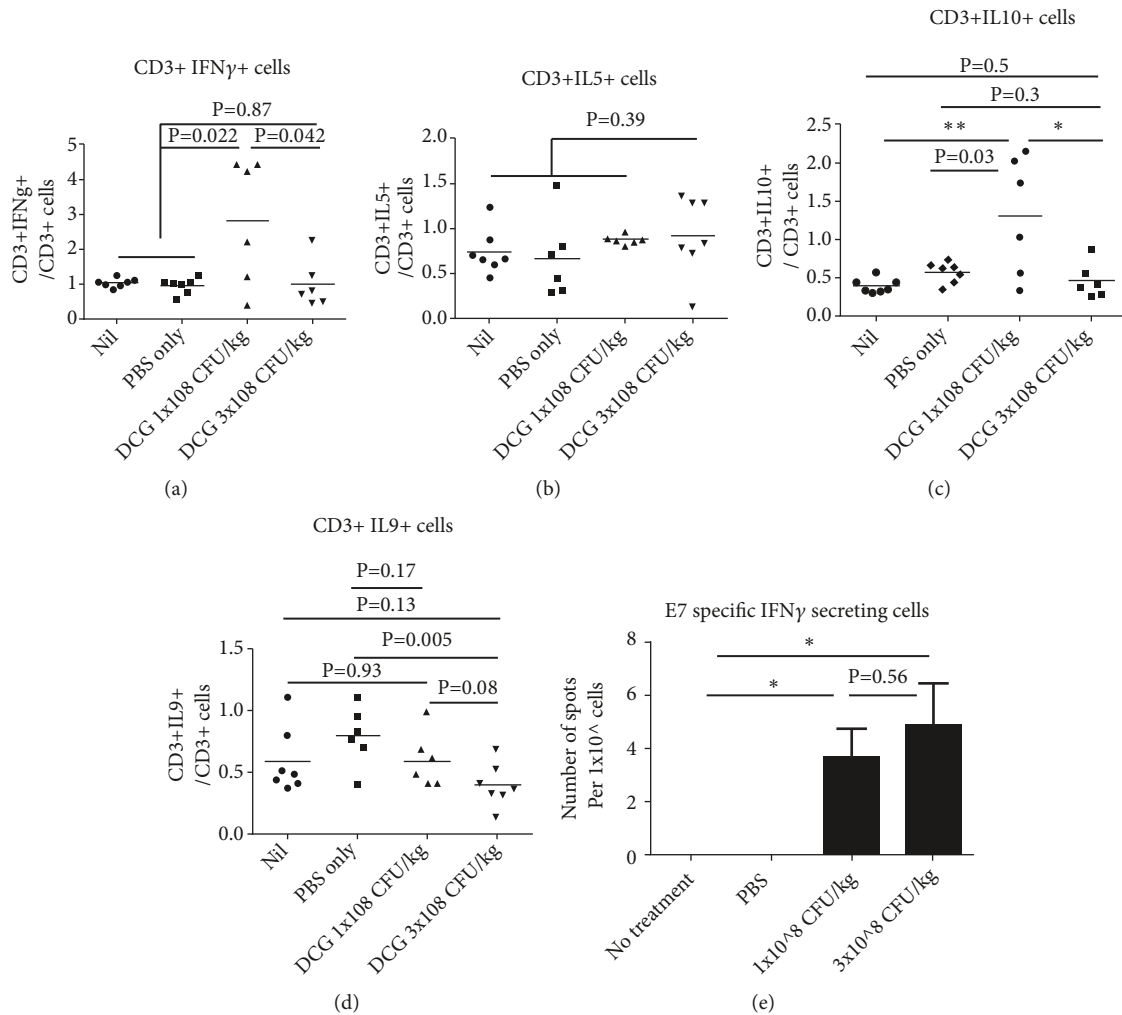 CD3+ IFNγ+ cells
P=0.87
P=0.022
P=0.042
5
4
3
2
1
0
CD3+IFNg+
/CD3+ cells
Nil
PBS only
DCG 1x108 CFU/kg
DCG 3x108 CFU/kg
(a)
CD3+IL5+ cells
P=0.39
2.0
1.5
1.0
0.5
0.0
CD3+IL5+
/CD3+ cells
Nil
PBS only
DCG 1x108 CFU/kg
DCG 3x108 CFU/kg
(b)
CD3+IL10+ cells
P=0.5
P=0.3
**
*
P=0.03
2.5
2.0
1.5
1.0
0.5
0.0
CD3+IL10+
/ CD3+ cells
Nil
PBS only
DCG 1x108 CFU/kg
DCG 3x108 CFU/kg
(c)
CD3+ IL9+ cells
P=0.17
P=0.13
P=0.005
P=0.93
P=0.08
1.5
1.0
0.5
0.0
CD3+IL9+
/CD3+ cells
Nil
PBS only
DCG 1x108 CFU/kg
DCG 3x108 CFU/kg
(d)
E7 specific IFNγ secreting cells
*
*
P=0.56
8
6
4
2
0
Number of spots
Per 1x10^ cells
No treatment
PBS
1x10^8 CFU/kg
3x10^8 CFU/kg
(e)